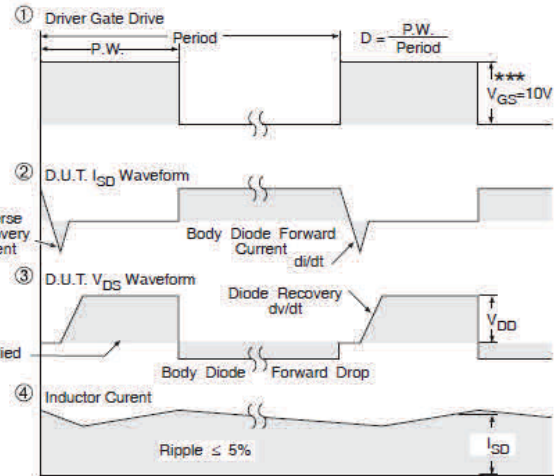 ① Driver Gate Drive
Period
P.W.
D = P.W.
Period
***
VGS=10V
② D.U.T. ISD Waveform
Body Diode Forward
Current
di/dt
③ D.U.T. VDS Waveform
Diode Recovery
dv/dt
VDD
Body Diode Forward Drop
④ Inductor Curent
Ripple ≤ 5%
ISD